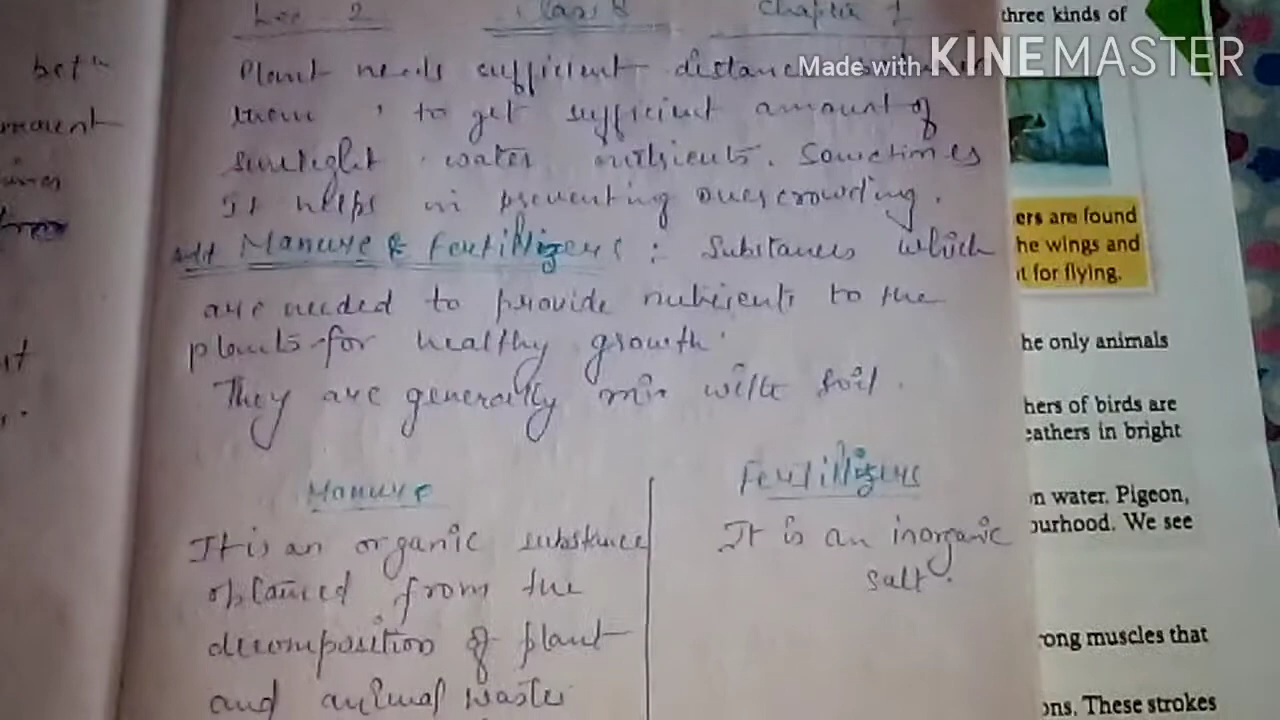 Lec 2 Class 8 Chapter 1
Plant needs sufficient distance
them , to get sufficient amount of
sunlight , water nutrients. Sometimes
It helps in preventing overcrowding.
Manure & Fertillizers : Substances which
are needed to provide nutrients to the
plants for healthy growth.
They are generally mix with soil.
Manure
It is an organic substance
obtained from the
decomposition of plant
and animal waste
Fertillizers
It is an inorganic
salt.
Made with KINEMASTER
three kinds of
ers are found
he wings and
t for flying.
he only animals
hers of birds are
eathers in bright
n water. Pigeon,
ourhood. We see
rong muscles that
ons. These strokes
bet^n
it